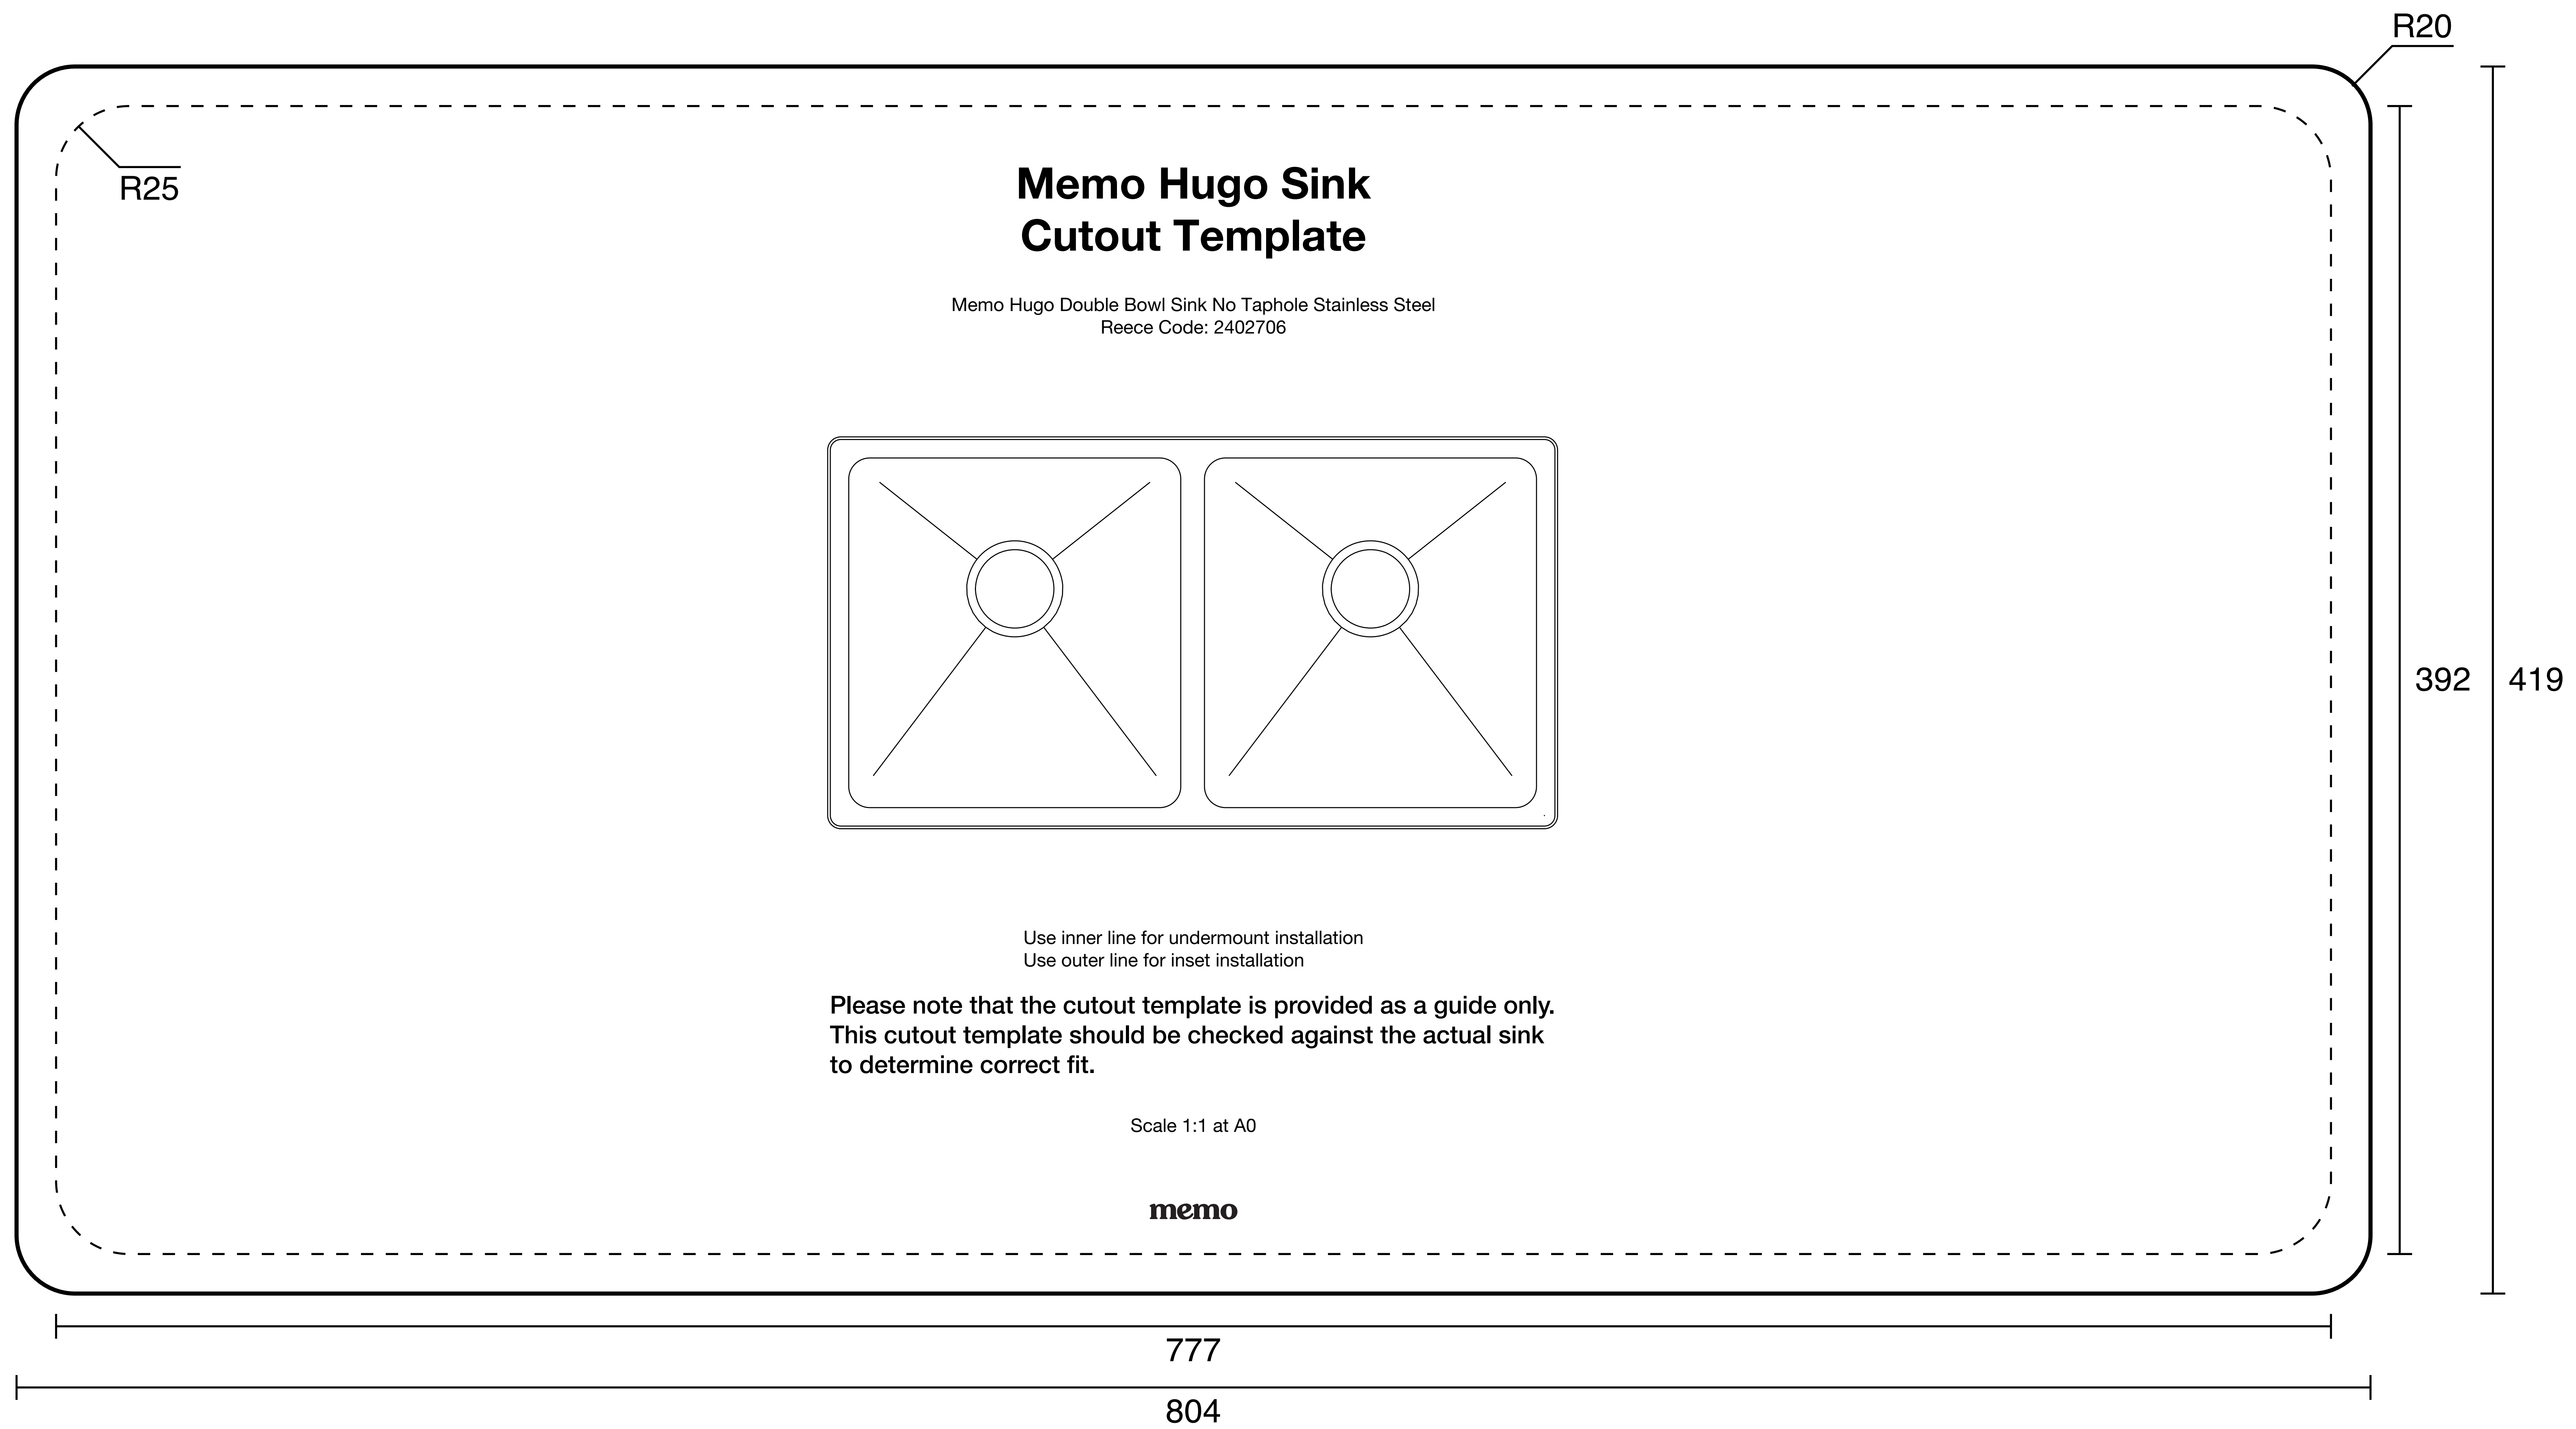 R20
R25
Memo Hugo Sink
Cutout Template
Memo Hugo Double Bowl Sink No Taphole Stainless Steel
Reece Code: 2402706
392
419
Use inner line for undermount installation
Use outer line for inset installation
Please note that the cutout template is provided as a guide only.
This cutout template should be checked against the actual sink
to determine correct fit.
Scale 1:1 at A0
memo
777
804